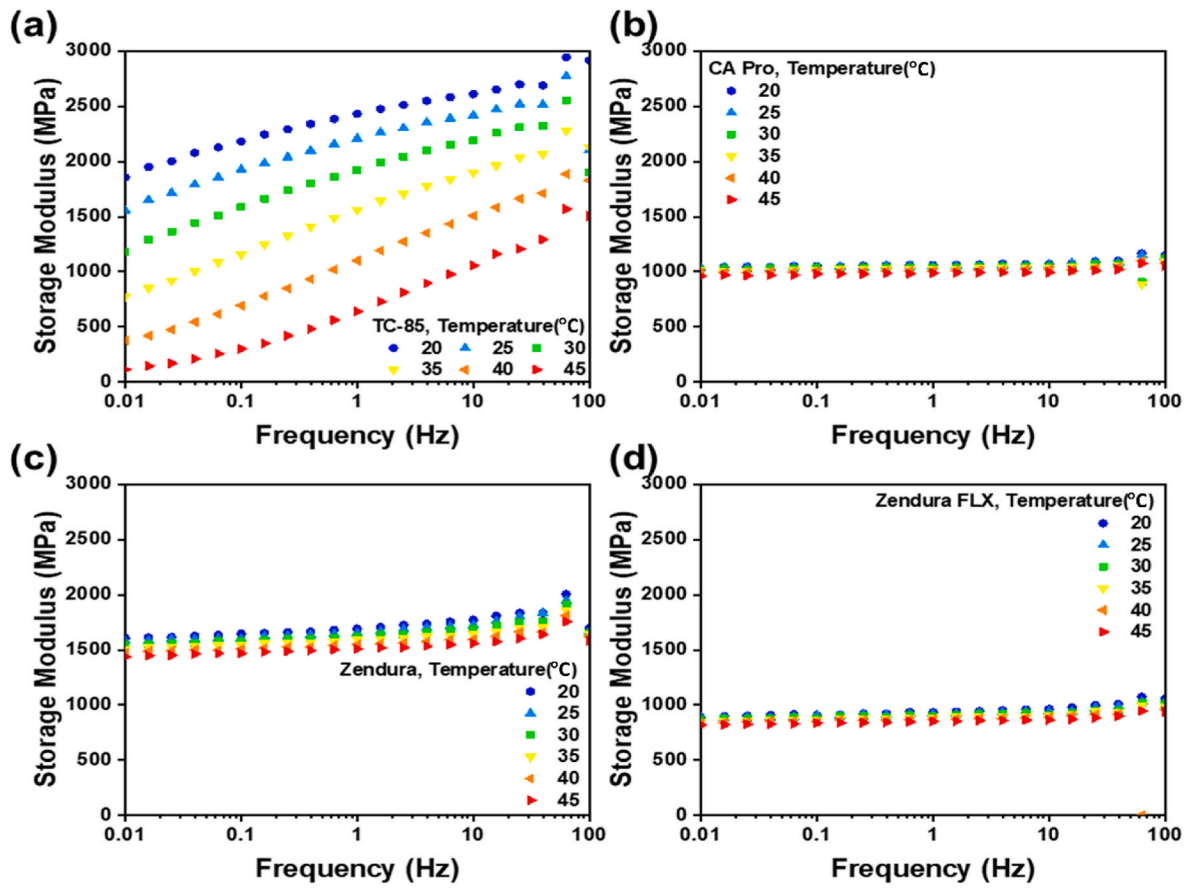 (a)
3000
2500
2000
1500
1000
500
0
Storage Modulus (MPa)
TC-85, Temperature(°C)
20 25 30
35 40 45
0.01 0.1 1 10 100
Frequency (Hz)
(b)
3000
2500
2000
1500
1000
500
0
Storage Modulus (MPa)
CA Pro, Temperature(°C)
20
25
30
35
40
45
0.01 0.1 1 10 100
Frequency (Hz)
(c)
3000
2500
2000
1500
1000
500
0
Storage Modulus (MPa)
Zendura, Temperature(°C)
20
25
30
35
40
45
0.01 0.1 1 10 100
Frequency (Hz)
(d)
3000
2500
2000
1500
1000
500
0
Storage Modulus (MPa)
Zendura FLX, Temperature(°C)
20
25
30
35
40
45
0.01 0.1 1 10 100
Frequency (Hz)